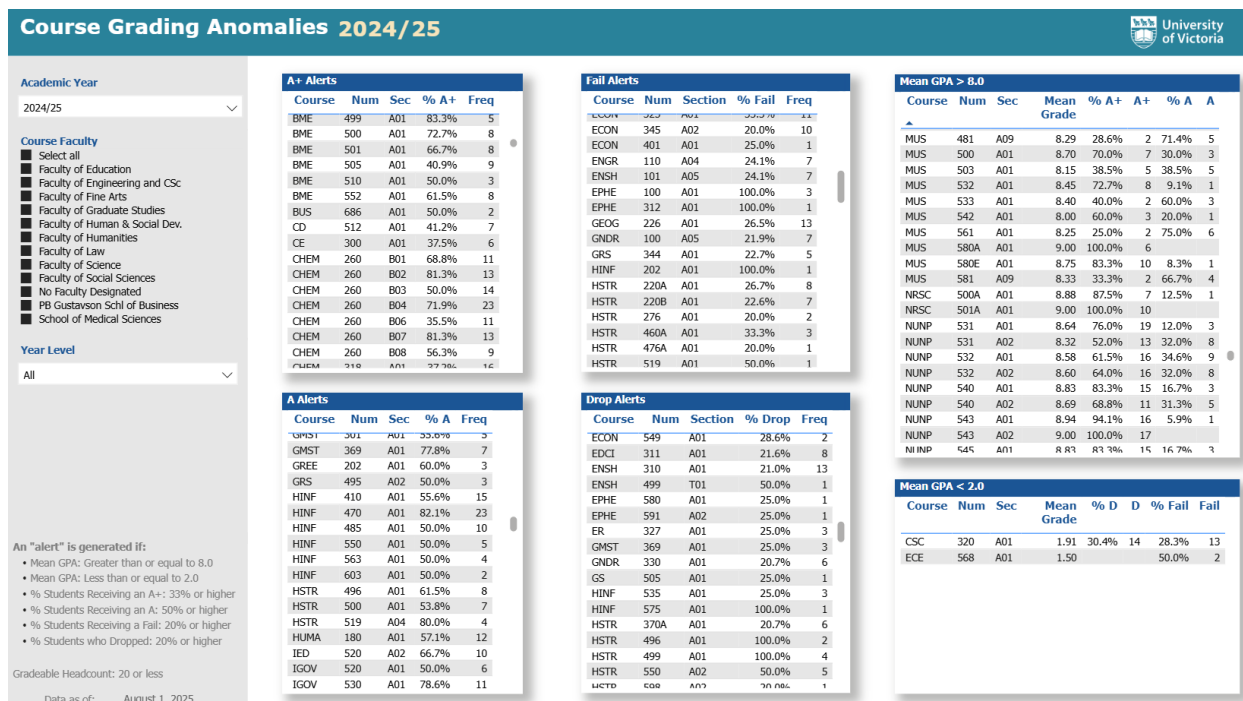 Course Grading Anomalies 2024/25
University
of Victoria
Academic Year
2024/25
Course Faculty
Select all
Faculty of Education
Faculty of Engineering and CSc
Faculty of Fine Arts
Faculty of Graduate Studies
Faculty of Human & Social Dev.
Faculty of Humanities
Faculty of Law
Faculty of Science
Faculty of Social Sciences
No Faculty Designated
PB Gustavson Schl of Business
School of Medical Sciences
Year Level
All
An "alert" is generated if:
• Mean GPA: Greater than or equal to 8.0
• Mean GPA: Less than or equal to 2.0
• % Students Receiving an A+: 33% or higher
• % Students Receiving an A: 50% or higher
• % Students Receiving a Fail: 20% or higher
• % Students who Dropped: 20% or higher
Gradeable Headcount: 20 or less
Data as of: August 1, 2025
A+ Alerts
Course Num Sec % A+ Freq
BME 499 A01 83.3% 5
BME 500 A01 72.7% 8
BME 501 A01 66.7% 8
BME 505 A01 40.9% 9
BME 510 A01 50.0% 3
BME 552 A01 61.5% 8
BUS 686 A01 50.0% 2
CD 512 A01 41.2% 7
CE 300 A01 37.5% 6
CHEM 260 B01 68.8% 11
CHEM 260 B02 81.3% 13
CHEM 260 B03 50.0% 14
CHEM 260 B04 71.9% 23
CHEM 260 B06 35.5% 11
CHEM 260 B07 81.3% 13
CHEM 260 B08 56.3% 9
CHEM 318 A01 37.2% 16
A Alerts
Course Num Sec % A Freq
GMST 301 A01 55.6% 5
GMST 369 A01 77.8% 7
GREE 202 A01 60.0% 3
GRS 495 A02 50.0% 3
HINF 410 A01 55.6% 15
HINF 470 A01 82.1% 23
HINF 485 A01 50.0% 10
HINF 550 A01 50.0% 5
HINF 563 A01 50.0% 4
HINF 603 A01 50.0% 2
HSTR 496 A01 61.5% 8
HSTR 500 A01 53.8% 7
HSTR 519 A04 80.0% 4
HUMA 180 A01 57.1% 12
IED 520 A02 66.7% 10
IGOV 520 A01 50.0% 6
IGOV 530 A01 78.6% 11
Fail Alerts
Course Num Section % Fail Freq
ECON 325 A01 11
ECON 345 A02 20.0% 10
ECON 401 A01 25.0% 1
ENGR 110 A04 24.1% 7
ENSH 101 A05 24.1% 7
EPHE 100 A01 100.0% 3
EPHE 312 A01 100.0% 1
GEOG 226 A01 26.5% 13
GNDR 100 A05 21.9% 7
GRS 344 A01 22.7% 5
HINF 202 A01 100.0% 1
HSTR 220A A01 26.7% 8
HSTR 220B A01 22.6% 7
HSTR 276 A01 20.0% 2
HSTR 460A A01 33.3% 3
HSTR 476A A01 20.0% 1
HSTR 519 A01 50.0% 1
Drop Alerts
Course Num Section % Drop Freq
ECON 549 A01 28.6% 2
EDCI 311 A01 21.6% 8
ENSH 310 A01 21.0% 13
ENSH 499 T01 50.0% 1
EPHE 580 A01 25.0% 1
EPHE 591 A02 25.0% 1
ER 327 A01 25.0% 3
GMST 369 A01 25.0% 3
GNDR 330 A01 20.7% 6
GS 505 A01 25.0% 1
HINF 535 A01 25.0% 3
HINF 575 A01 100.0% 1
HSTR 370A A01 20.7% 6
HSTR 496 A01 100.0% 2
HSTR 499 A01 100.0% 4
HSTR 550 A02 50.0% 5
HSTR 598 A02 20.0% 1
Mean GPA > 8.0
Course Num Sec Mean Grade % A+ A+ % A A
MUS 481 A09 8.29 28.6% 2 71.4% 5
MUS 500 A01 8.70 70.0% 7 30.0% 3
MUS 503 A01 8.15 38.5% 5 38.5% 5
MUS 532 A01 8.45 72.7% 8 9.1% 1
MUS 533 A01 8.40 40.0% 2 60.0% 3
MUS 542 A01 8.00 60.0% 3 20.0% 1
MUS 561 A01 8.25 25.0% 2 75.0% 6
MUS 580A A01 9.00 100.0% 6
MUS 580E A01 8.75 83.3% 10 8.3% 1
MUS 581 A09 8.33 33.3% 2 66.7% 4
NRSC 500A A01 8.88 87.5% 7 12.5% 1
NRSC 501A A01 9.00 100.0% 10
NUNP 531 A01 8.64 76.0% 19 12.0% 3
NUNP 531 A02 8.32 52.0% 13 32.0% 8
NUNP 532 A01 8.58 61.5% 16 34.6% 9
NUNP 532 A02 8.60 64.0% 16 32.0% 8
NUNP 540 A01 8.83 83.3% 15 16.7% 3
NUNP 540 A02 8.69 68.8% 11 31.3% 5
NUNP 543 A01 8.94 94.1% 16 5.9% 1
NUNP 543 A02 9.00 100.0% 17
NUNP 545 A01 8.83 83.3% 15 16.7% 3
Mean GPA < 2.0
Course Num Sec Mean Grade % D D % Fail Fail
CSC 320 A01 1.91 30.4% 14 28.3% 13
ECE 568 A01 1.50 50.0% 2